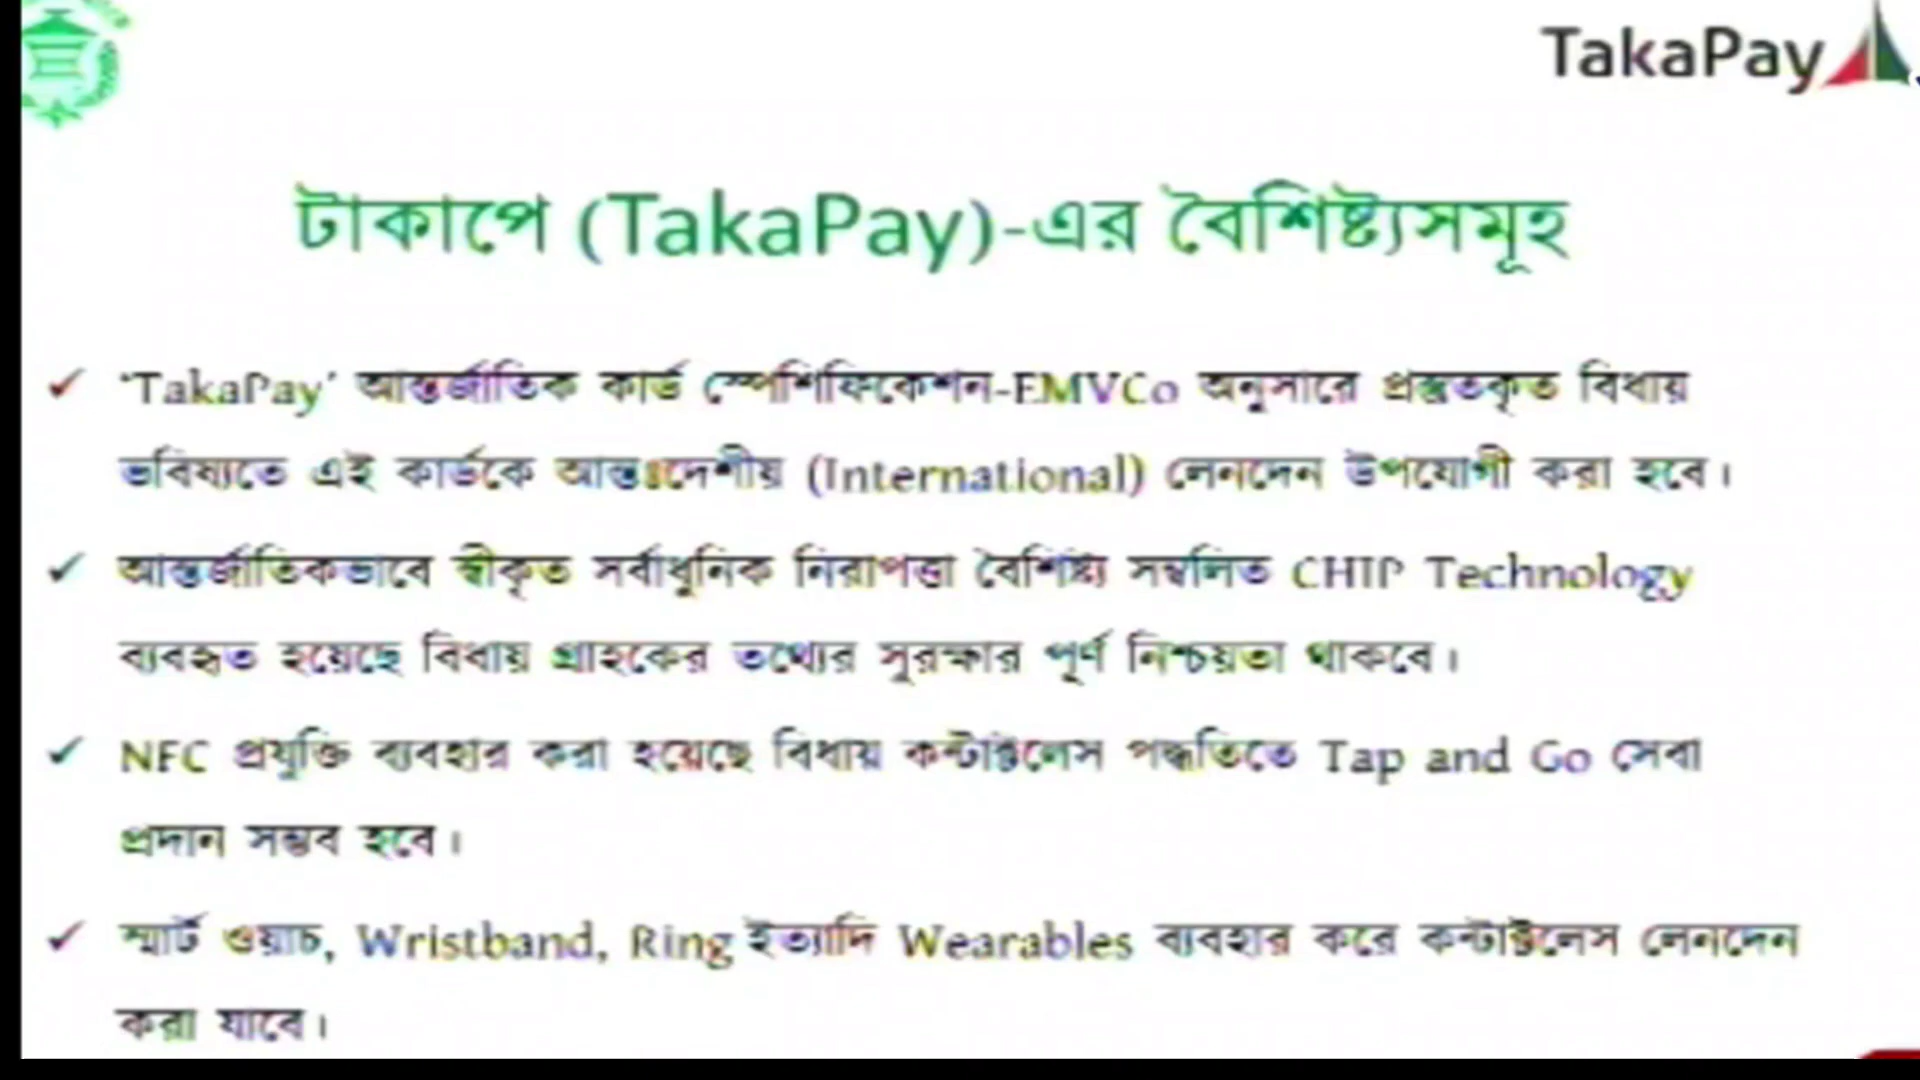 TakaPay
টাকাপে (TakaPay)-এর বৈশিষ্ট্যসমূহ
‘TakaPay’ আন্তর্জাতিক কার্ড স্পেশিফিকেশন-EMVCo অনুসারে প্রস্তুতকৃত বিধায়
ভবিষ্যতে এই কার্ডকে আন্তঃদেশীয় (International) লেনদেন উপযোগী করা হবে।
আন্তর্জাতিকভাবে স্বীকৃত সর্বাধুনিক নিরাপত্তা বৈশিষ্ট্য সম্বলিত CHIP Technology
ব্যবহৃত হয়েছে বিধায় গ্রাহকের তথ্যের সুরক্ষার পূর্ণ নিশ্চয়তা থাকবে।
NFC প্রযুক্তি ব্যবহার করা হয়েছে বিধায় কন্টাক্টলেস পদ্ধতিতে Tap and Go সেবা
প্রদান সম্ভব হবে।
স্মার্ট ওয়াচ, Wristband, Ring ইত্যাদি Wearables ব্যবহার করে কন্টাক্টলেস লেনদেন
করা যাবে।